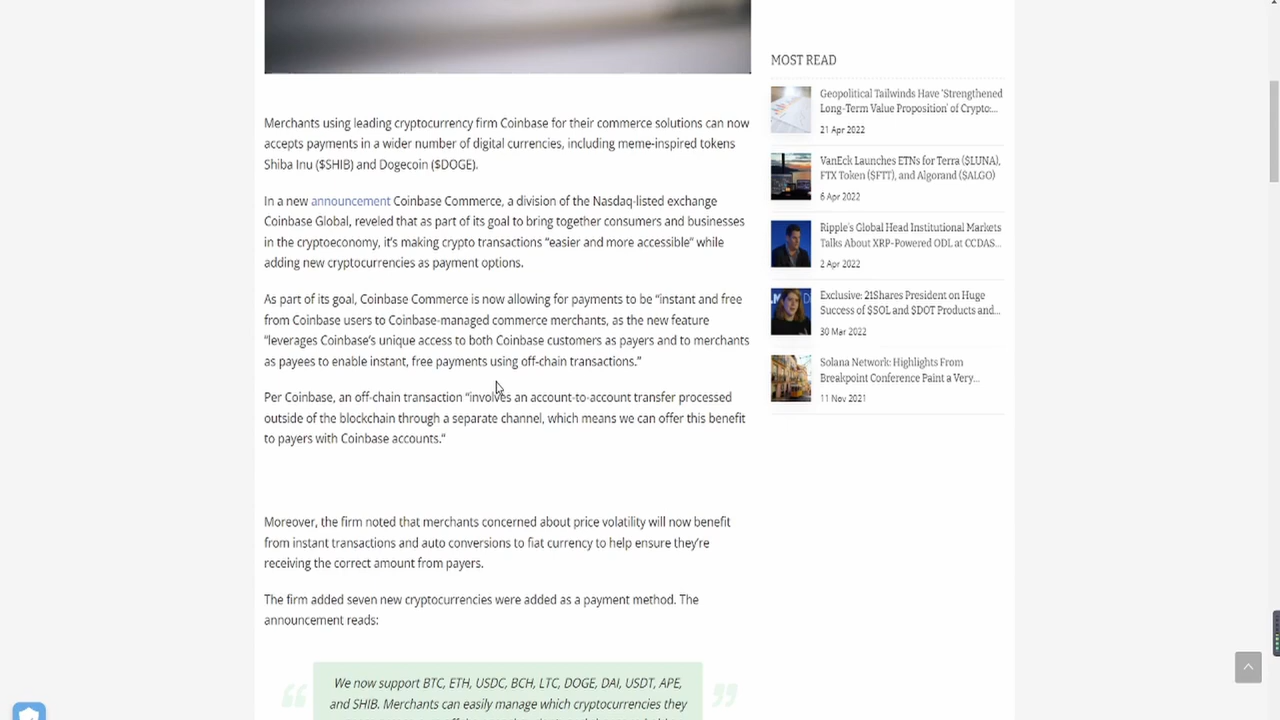 Merchants using leading cryptocurrency firm Coinbase for their commerce solutions can now
accepts payments in a wider number of digital currencies, including meme-inspired tokens
Shiba Inu ($SHIB) and Dogecoin ($DOGE).
In a new announcement Coinbase Commerce, a division of the Nasdaq-listed exchange
Coinbase Global, reveled that as part of its goal to bring together consumers and businesses
in the cryptoeconomy, it's making crypto transactions “easier and more accessible” while
adding new cryptocurrencies as payment options.
As part of its goal, Coinbase Commerce is now allowing for payments to be “instant and free
from Coinbase users to Coinbase-managed commerce merchants, as the new feature
“leverages Coinbase's unique access to both Coinbase customers as payers and to merchants
as payees to enable instant, free payments using off-chain transactions.”
Per Coinbase, an off-chain transaction “involves an account-to-account transfer processed
outside of the blockchain through a separate channel, which means we can offer this benefit
to payers with Coinbase accounts.”
Moreover, the firm noted that merchants concerned about price volatility will now benefit
from instant transactions and auto conversions to fiat currency to help ensure they're
receiving the correct amount from payers.
The firm added seven new cryptocurrencies were added as a payment method. The
announcement reads:
We now support BTC, ETH, USDC, BCH, LTC, DOGE, DAI, USDT, APE,
and SHIB. Merchants can easily manage which cryptocurrencies they
MOST READ
Geopolitical Tailwinds Have 'Strengthened
Long-Term Value Proposition' of Crypto:...
21 Apr 2022
VanEck Launches ETNs for Terra ($LUNA),
FTX Token ($FTT), and Algorand ($ALGO)
6 Apr 2022
Ripple's Global Head Institutional Markets
Talks About XRP-Powered ODL at CCDAS...
2 Apr 2022
Exclusive: 21Shares President on Huge
Success of $SOL and $DOT Products and...
30 Mar 2022
Solana Network: Highlights From
Breakpoint Conference Paint a Very...
11 Nov 2021